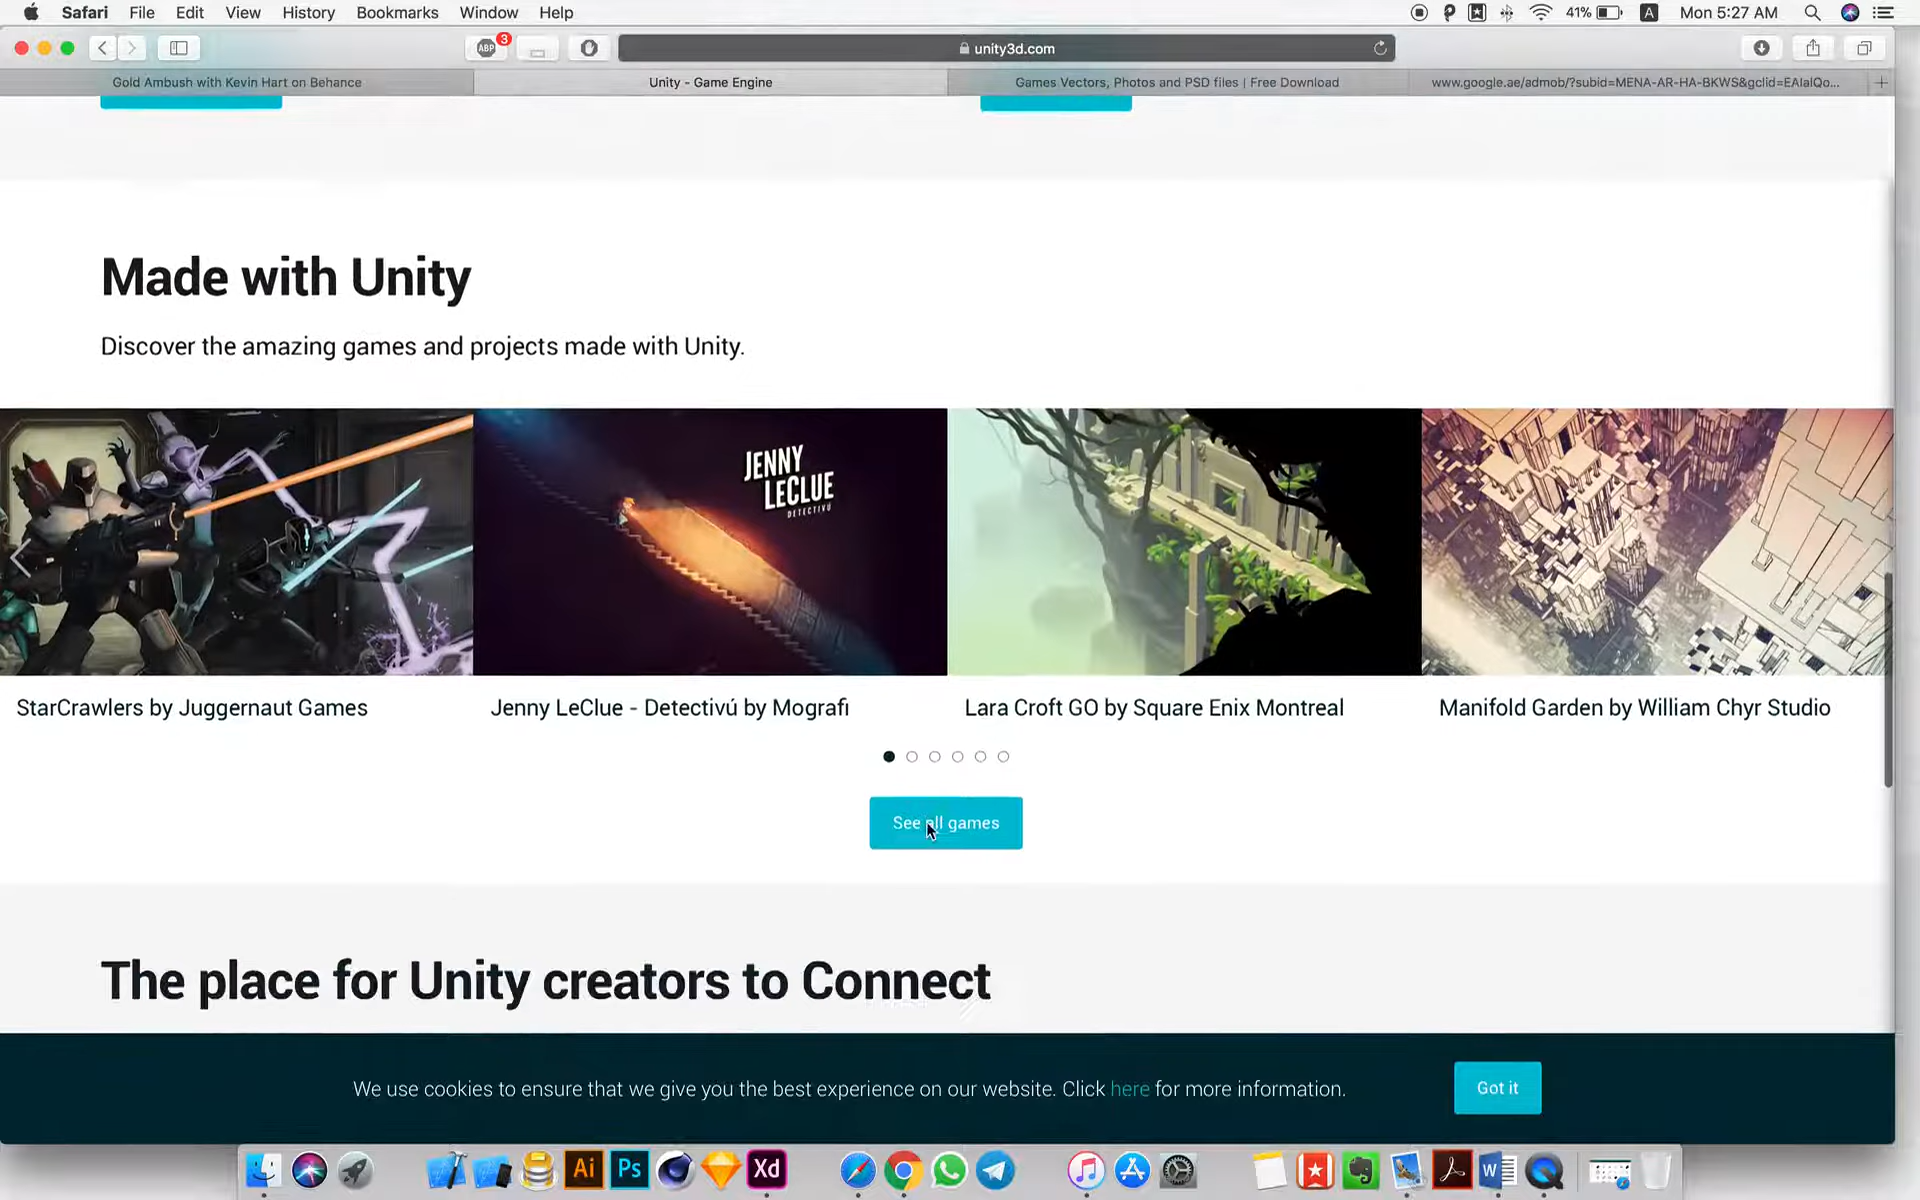 Safari File Edit View History Bookmarks Window Help 41% A Mon 5:27 AM
ABP 3 unity3d.com
Gold Ambush with Kevin Hart on Behance Unity - Game Engine Games Vectors, Photos and PSD files | Free Download www.google.ae/admob/?subid=MENA-AR-HA-BKWS&gclid=EAIaIQo...
Made with Unity
Discover the amazing games and projects made with Unity.
JENNY
LECLUE
DETECTIVÚ
StarCrawlers by Juggernaut Games Jenny LeClue - Detectivú by Mografi Lara Croft GO by Square Enix Montreal Manifold Garden by William Chyr Studio
See all games
The place for Unity creators to Connect
We use cookies to ensure that we give you the best experience on our website. Click here for more information. Got it
Ai Ps Xd W